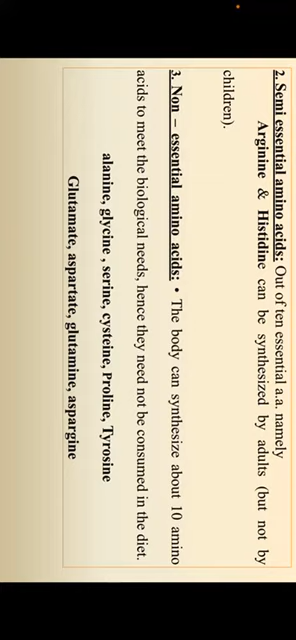 2. Semi essential amino acids: Out of ten essential a.a. namely
Arginine & Histidine can be synthesized by adults (but not by
children).
3. Non – essential amino acids: • The body can synthesize about 10 amino
acids to meet the biological needs, hence they need not be consumed in the diet.
alanine, glycine , serine, cysteine, Proline, Tyrosine
Glutamate, aspartate, glutamine, aspargine